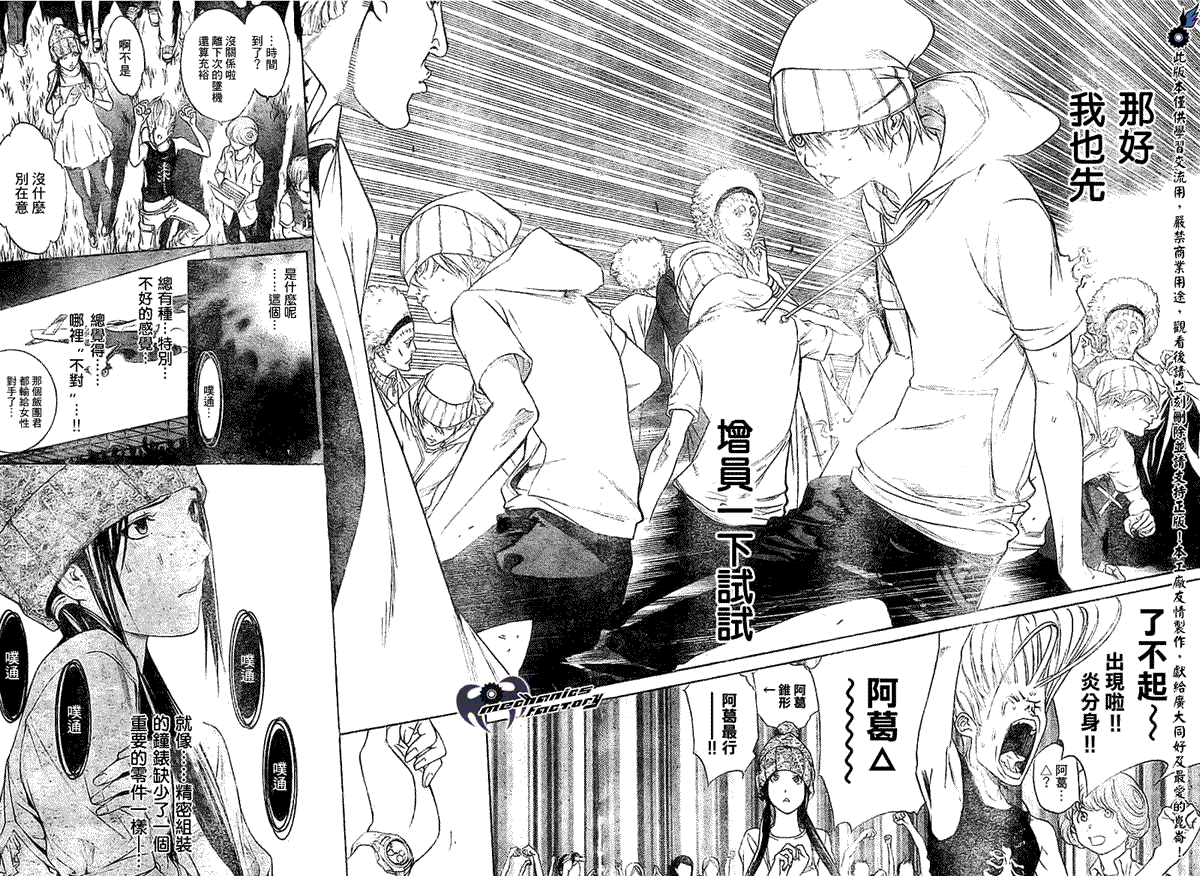 此版本僅供學習交流用，嚴禁商業用途，觀看後請立刻刪除並請支持正版！本工廠友情製作，獻給廣大同好及最愛的崑崙！
那好
我也先
增員一下試試
了不起～
出現啦!!
炎分身!!
阿葛…
△?
阿葛△
阿葛
錐形
↓
阿葛最行
——!!
mechanics
factory
…時間
到了?
沒關係啦
離下次的墜機
還算充裕
啊不是
沒什麼
別在意
是什麼呢
……這個…
噗通…
總有種…特別…
不好的感覺…
總覺得……
哪裡〝不對〞…!!
那個飯團君
都輸給女性
對手了…
噗通
噗通
噗通
噗通
就像……精密組裝
的鐘錶缺少了一個
重要的零件一樣——